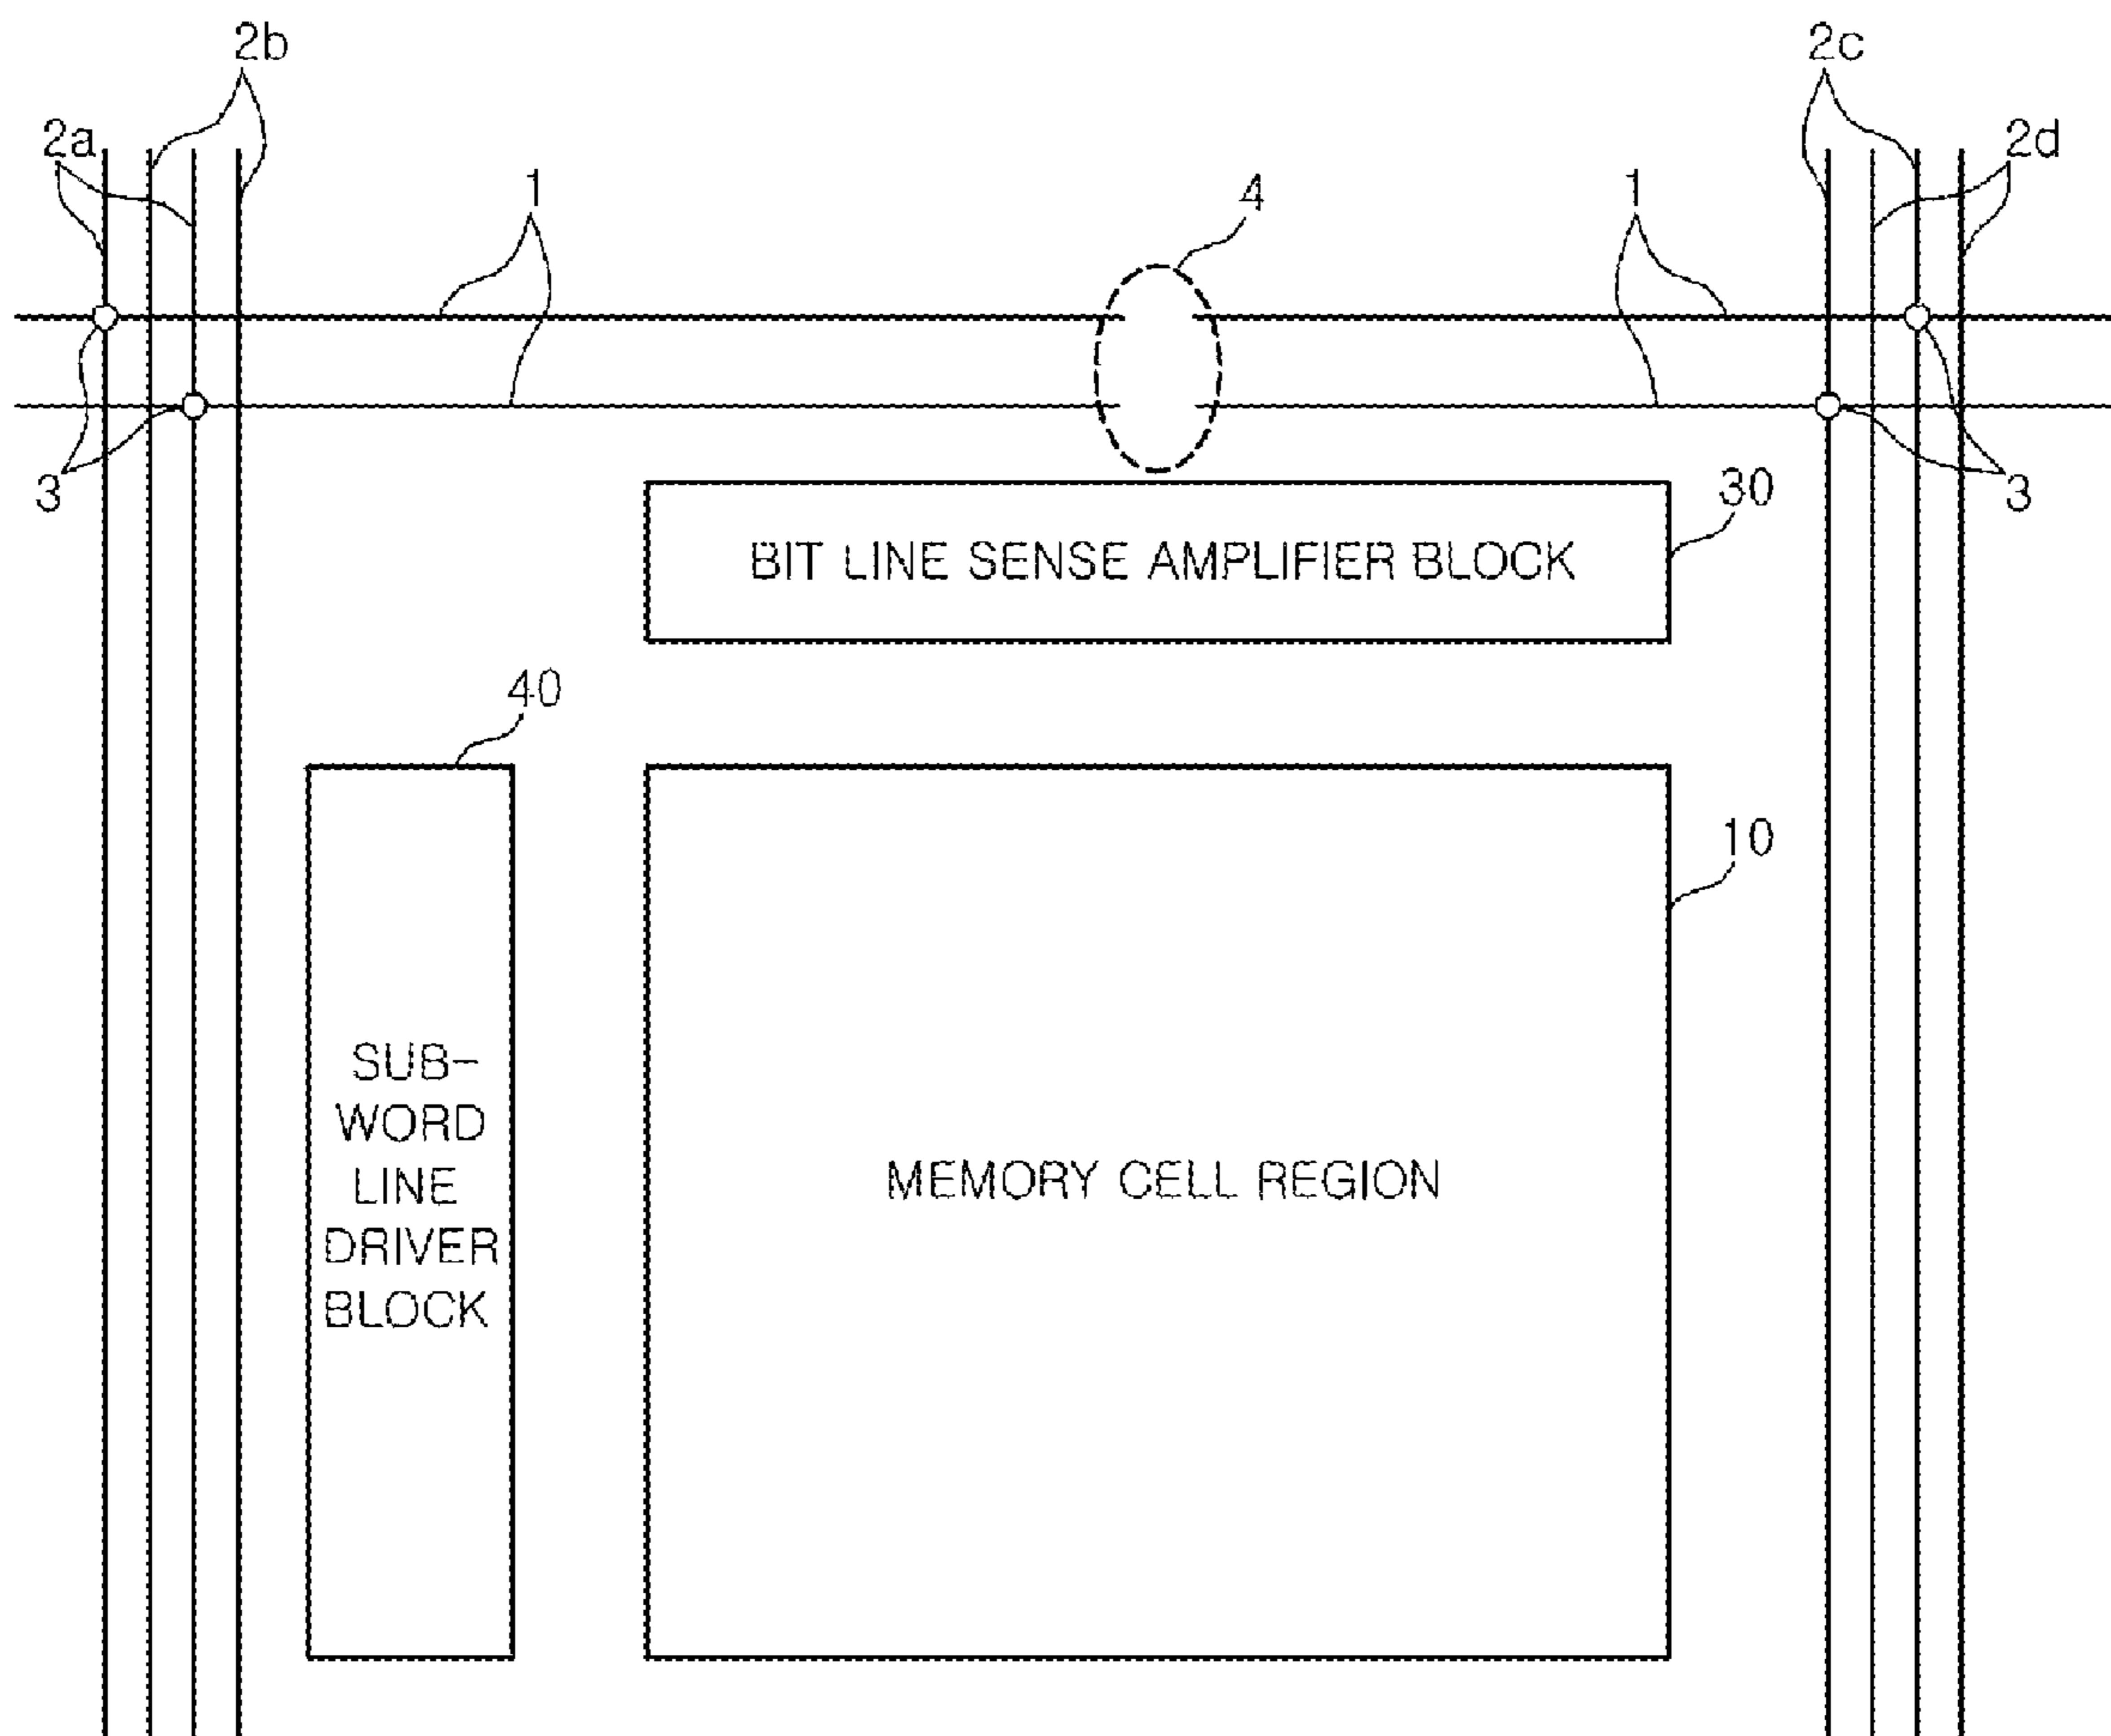 2b
2c
2a
2d
1
4
1
3
3
30
BIT LINE SENSE AMPLIFIER BLOCK
40
10
SUB-
WORD
LINE
DRIVER
BLOCK
MEMORY CELL REGION